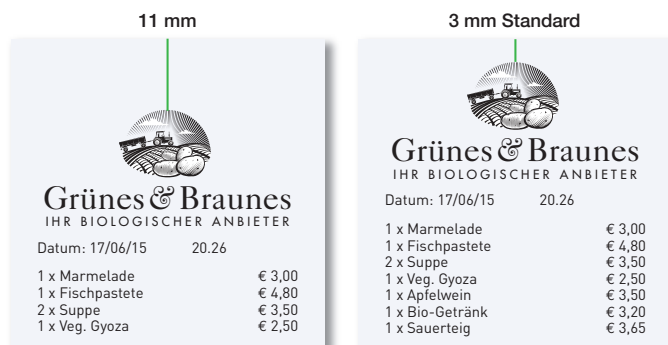 11 mm
Grünes & Braunes
IHR BIOLOGISCHER ANBIETER
Datum: 17/06/15 20.26
1 x Marmelade € 3,00
1 x Fischpastete € 4,80
2 x Suppe € 3,50
1 x Veg. Gyoza € 2,50
3 mm Standard
Grünes & Braunes
IHR BIOLOGISCHER ANBIETER
Datum: 17/06/15 20.26
1 x Marmelade € 3,00
1 x Fischpastete € 4,80
2 x Suppe € 3,50
1 x Veg. Gyoza € 2,50
1 x Apfelwein € 3,50
1 x Bio-Getränk € 3,20
1 x Sauerteig € 3,65